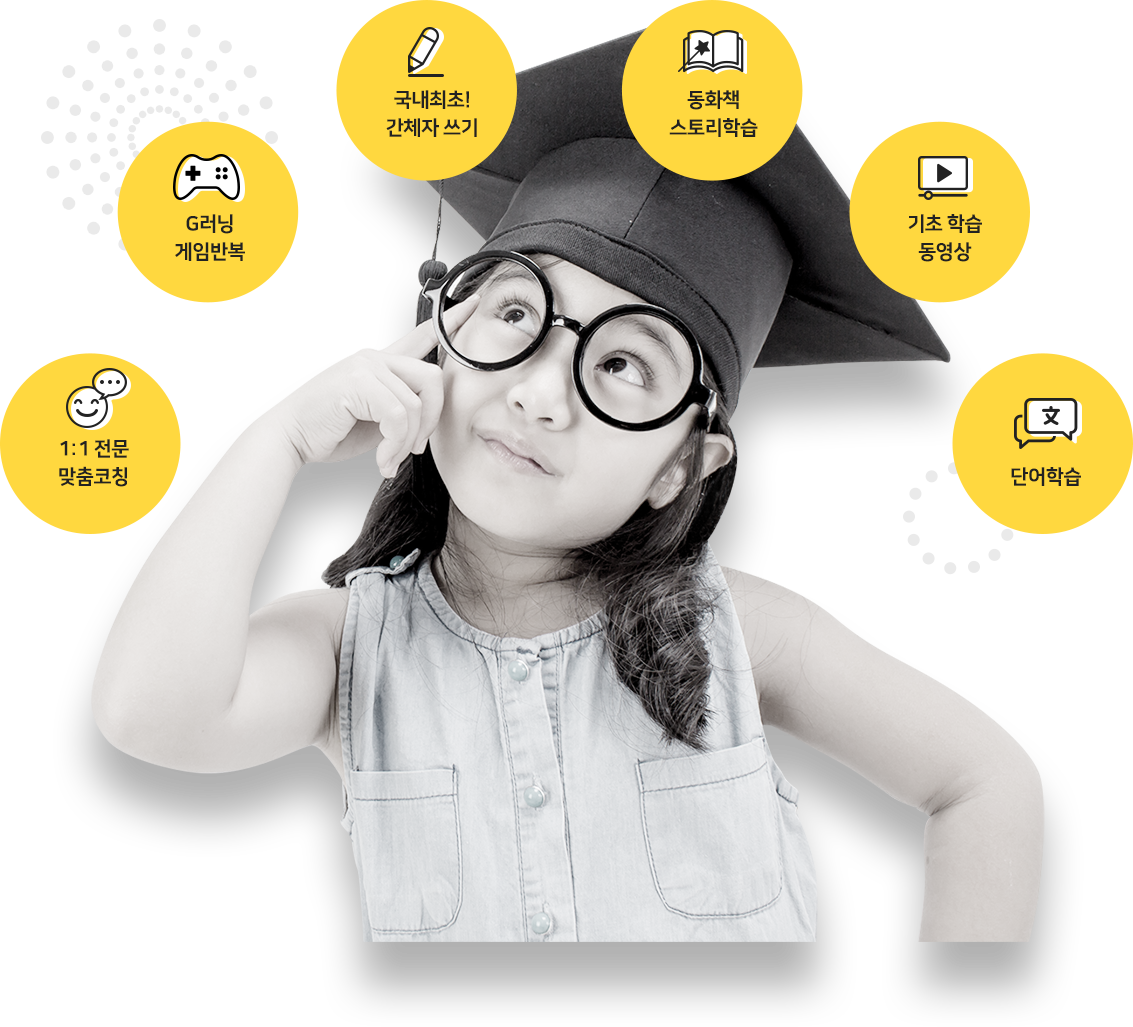 국내최초!
간체자 쓰기
동화책
스토리학습
G러닝
게임반복
기초 학습
동영상
1:1 전문
맞춤코칭
文
단어학습